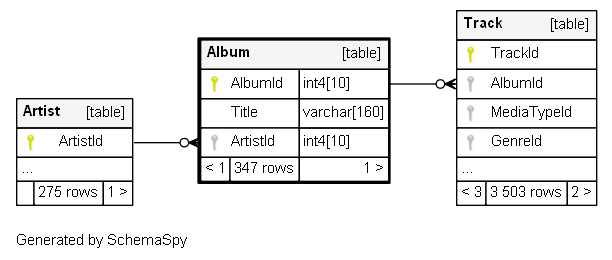 Artist [table]
ArtistId
...
275 rows 1 >
Album [table]
AlbumId int4[10]
Title varchar[160]
ArtistId int4[10]
< 1 347 rows 1 >
Track [table]
TrackId
AlbumId
MediaTypeId
GenreId
...
< 3 3 503 rows 2 >
Generated by SchemaSpy